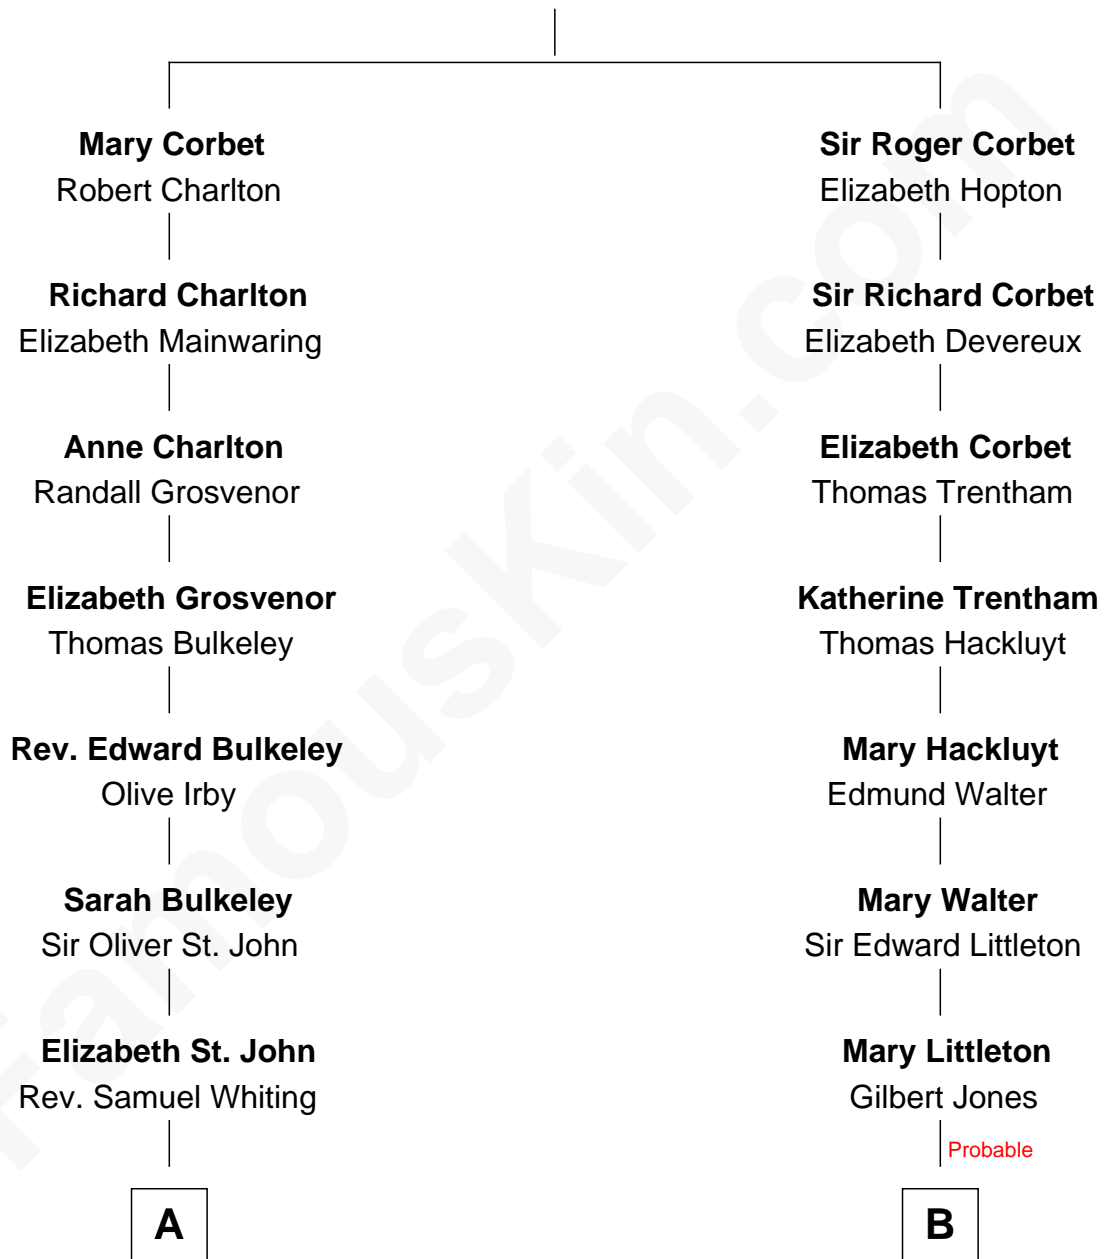 Mary Corbet
Robert Charlton
Richard Charlton
Elizabeth Mainwaring
Anne Charlton
Randall Grosvenor
Elizabeth Grosvenor
Thomas Bulkeley
Rev. Edward Bulkeley
Olive Irby
Sarah Bulkeley
Sir Oliver St. John
Elizabeth St. John
Rev. Samuel Whiting
A
Sir Roger Corbet
Elizabeth Hopton
Sir Richard Corbet
Elizabeth Devereux
Elizabeth Corbet
Thomas Trentham
Katherine Trentham
Thomas Hackluyt
Mary Hackluyt
Edmund Walter
Mary Walter
Sir Edward Littleton
Mary Littleton
Gilbert Jones
Probable
B
FamousKin.com